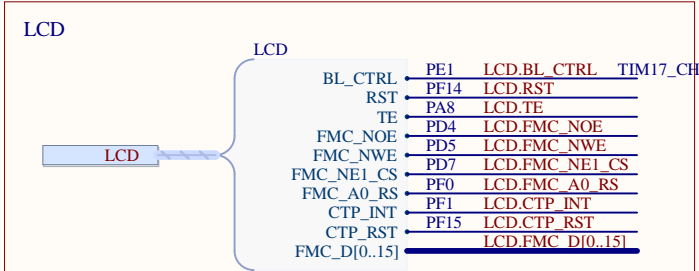 LCD
LCD
BL_CTRL PE1 LCD.BL_CTRL TIM17_CH
RST PF14 LCD.RST
TE PA8 LCD.TE
FMC_NOE PD4 LCD.FMC_NOE
LCD FMC_NWE PD5 LCD.FMC_NWE
FMC_NE1_CS PD7 LCD.FMC_NE1_CS
FMC_A0_RS PF0 LCD.FMC_A0_RS
CTP_INT PF1 LCD.CTP_INT
CTP_RST PF15 LCD.CTP_RST
FMC_D[0..15] LCD.FMC_D[0..15]